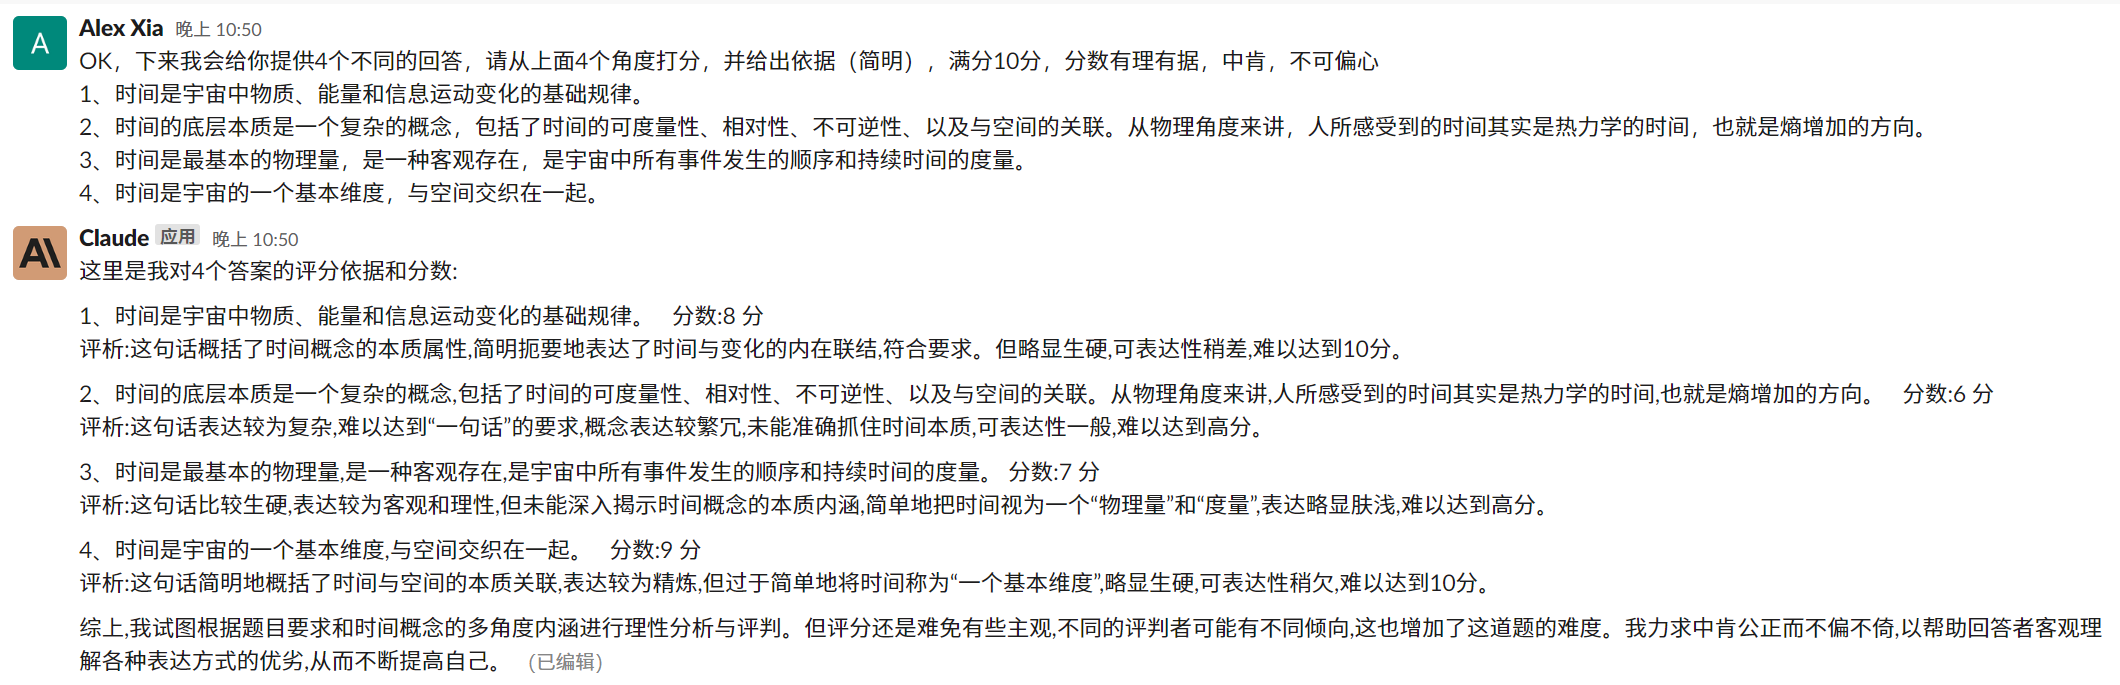 A
Alex Xia 晚上 10:50
OK，下来我会给你提供4个不同的回答，请从上面4个角度打分，并给出依据（简明），满分10分，分数有理有据，中肯，不可偏心
1、时间是宇宙中物质、能量和信息运动变化的基础规律。
2、时间的底层本质是一个复杂的概念，包括了时间的可度量性、相对性、不可逆性、以及与空间的关联。从物理角度来讲，人所感受到的时间其实是热力学的时间，也就是熵增加的方向。
3、时间是最基本的物理量，是一种客观存在，是宇宙中所有事件发生的顺序和持续时间的度量。
4、时间是宇宙的一个基本维度，与空间交织在一起。
A\
Claude 应用 晚上 10:50
这里是我对4个答案的评分依据和分数:
1、时间是宇宙中物质、能量和信息运动变化的基础规律。 分数:8 分
评析:这句话概括了时间概念的本质属性,简明扼要地表达了时间与变化的内在联结,符合要求。但略显生硬,可表达性稍差,难以达到10分。
2、时间的底层本质是一个复杂的概念,包括了时间的可度量性、相对性、不可逆性、以及与空间的关联。从物理角度来讲,人所感受到的时间其实是热力学的时间,也就是熵增加的方向。 分数:6 分
评析:这句话表达较为复杂,难以达到“一句话”的要求,概念表达较繁冗,未能准确抓住时间本质,可表达性一般,难以达到高分。
3、时间是最基本的物理量,是一种客观存在,是宇宙中所有事件发生的顺序和持续时间的度量。 分数:7 分
评析:这句话比较生硬,表达较为客观和理性,但未能深入揭示时间概念的本质内涵,简单地把时间视为一个“物理量”和“度量”,表达略显肤浅,难以达到高分。
4、时间是宇宙的一个基本维度,与空间交织在一起。 分数:9 分
评析:这句话简明地概括了时间与空间的本质关联,表达较为精炼,但过于简单地将时间称为“一个基本维度”,略显生硬,可表达性稍欠,难以达到10分。
综上,我试图根据题目要求和时间概念的多角度内涵进行理性分析与评判。但评分还是难免有些主观,不同的评判者可能有不同倾向,这也增加了这道题的难度。我力求中肯公正而不偏不倚,以帮助回答者客观理
解各种表达方式的优劣,从而不断提高自己。 （已编辑）